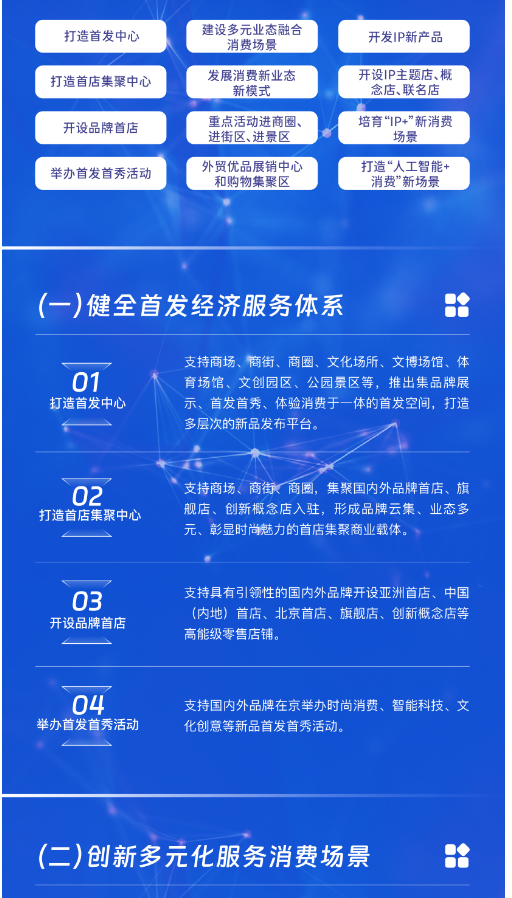 打造首发中心
建设多元业态融合
消费场景
开发IP新产品
打造首店集聚中心
发展消费新业态
新模式
开设IP主题店、概
念店、联名店
开设品牌首店
重点活动进商圈、
进街区、进景区
培育“IP+”新消费
场景
举办首发首秀活动
外贸优品展销中心
和购物集聚区
打造“人工智能+
消费”新场景
(一)健全首发经济服务体系
01
打造首发中心
支持商场、商街、商圈、文化场所、文博场馆、体
育场馆、文创园区、公园景区等，推出集品牌展
示、首发首秀、体验消费于一体的首发空间，打造
多层次的新品发布平台。
02
打造首店集聚中心
支持商场、商街、商圈，集聚国内外品牌首店、旗
舰店、创新概念店入驻，形成品牌云集、业态多
元、彰显时尚魅力的首店集聚商业载体。
03
开设品牌首店
支持具有引领性的国内外品牌开设亚洲首店、中国
（内地）首店、北京首店、旗舰店、创新概念店等
高能级零售店铺。
04
举办首发首秀活动
支持国内外品牌在京举办时尚消费、智能科技、文
化创意等新品首发首秀活动。
(二)创新多元化服务消费场景